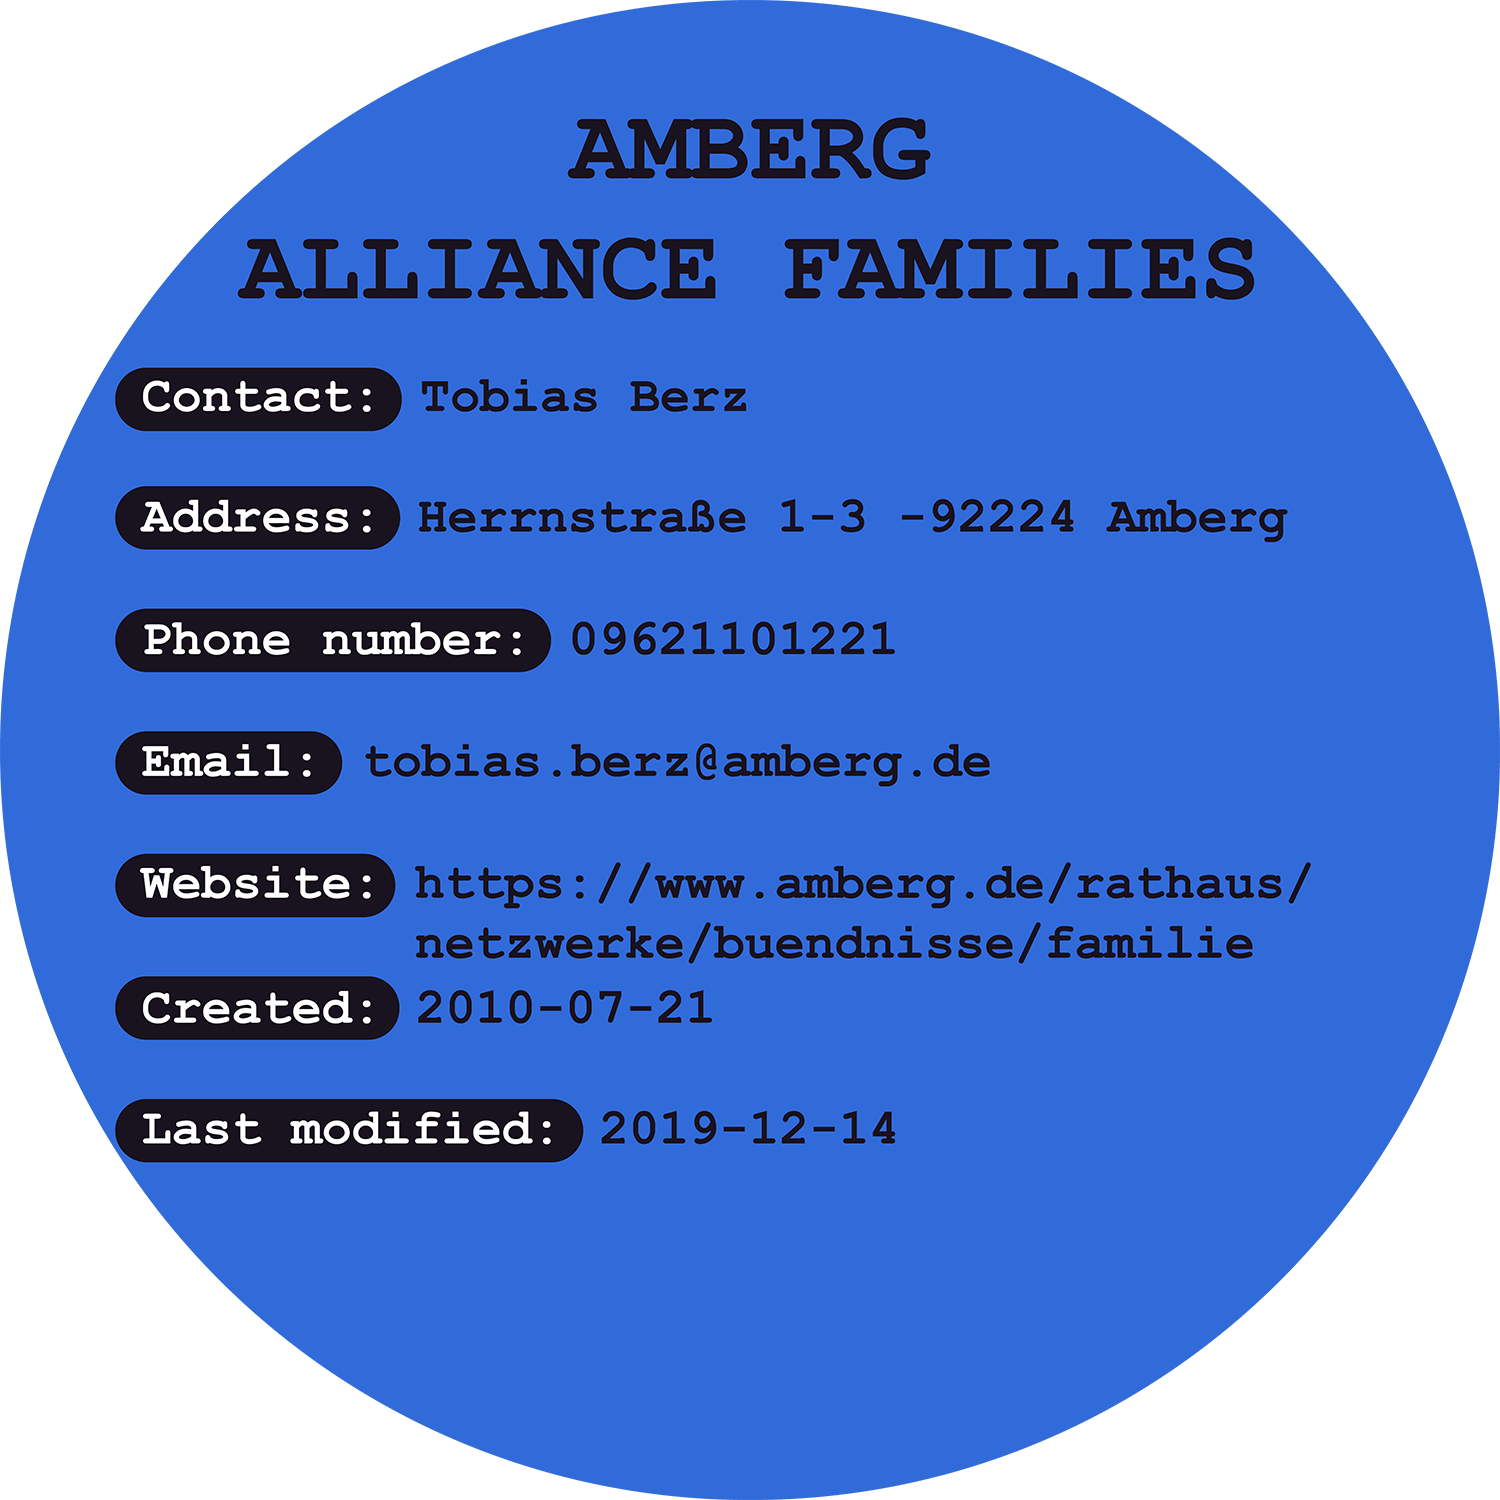 AMBERG
ALLIANCE FAMILIES
Contact: Tobias Berz
Address: Herrnstraße 1-3 -92224 Amberg
Phone number: 09621101221
Email: tobias.berz@amberg.de
Website: https://www.amberg.de/rathaus/
netzwerke/buendnisse/familie
Created: 2010-07-21
Last modified: 2019-12-14